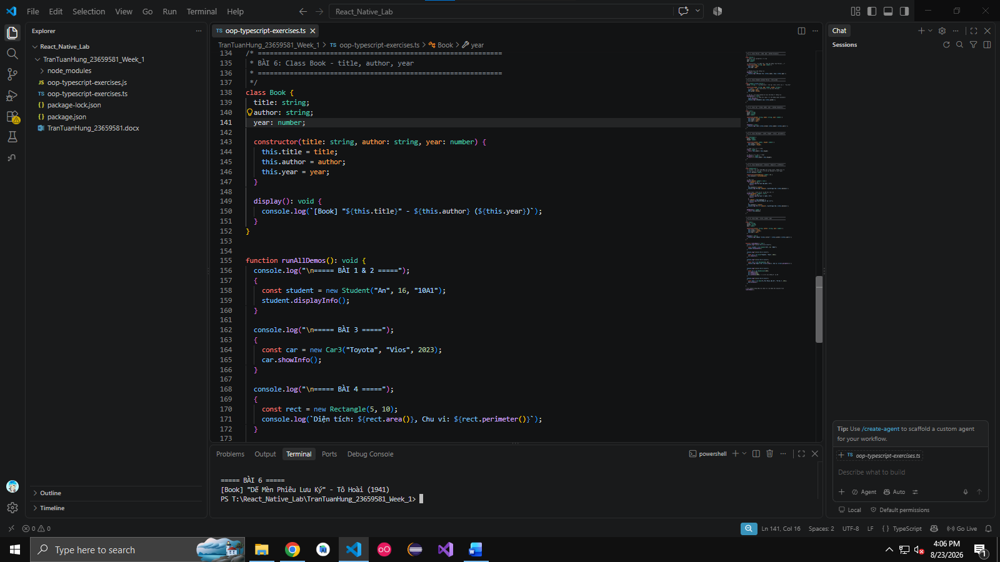 File Edit Selection View Go Run Terminal Help
React_Native_Lab
Explorer
React_Native_Lab
TranTuanHung_23659581_Week_1
node_modules
JS oop-typescript-exercises.js
TS oop-typescript-exercises.ts
{} package-lock.json
{} package.json
TranTuanHung_23659581.docx
Outline
Timeline
TS oop-typescript-exercises.ts
TranTuanHung_23659581_Week_1 > TS oop-typescript-exercises.ts > Book > year
134 /* ==========================================================
135 * BÀI 6: Class Book - title, author, year
136 * ==========================================================
137 */
138 class Book {
139 title: string;
140 author: string;
141 year: number;
142
143 constructor(title: string, author: string, year: number) {
144 this.title = title;
145 this.author = author;
146 this.year = year;
147 }
148
149 display(): void {
150 console.log(`[Book] "${this.title}" - ${this.author} (${this.year})`);
151 }
152 }
153
154
155 function runAllDemos(): void {
156 console.log("\n===== BÀI 1 & 2 =====");
157 {
158 const student = new Student("An", 16, "10A1");
159 student.displayInfo();
160 }
161
162 console.log("\n===== BÀI 3 =====");
163 {
164 const car = new Car3("Toyota", "Vios", 2023);
165 car.showInfo();
166 }
167
168 console.log("\n===== BÀI 4 =====");
169 {
170 const rect = new Rectangle(5, 10);
171 console.log(`Diện tích: ${rect.area()}, Chu vi: ${rect.perimeter()}`);
172 }
173
Problems Output Terminal Ports Debug Console
powershell
===== BÀI 6 =====
[Book] "Dế Mèn Phiêu Lưu Ký" - Tô Hoài (1941)
PS T:\React_Native_Lab\TranTuanHung_23659581_Week_1>
Chat
Sessions
Tip: Use /create-agent to scaffold a custom agent
for your workflow.
TS oop-typescript-exercises.ts
Describe what to build
Agent Auto
Local Default permissions
0 0
Ln 141, Col 16 Spaces: 2 UTF-8 LF {} TypeScript Go Live
Type here to search
4:06 PM
8/23/2026
1